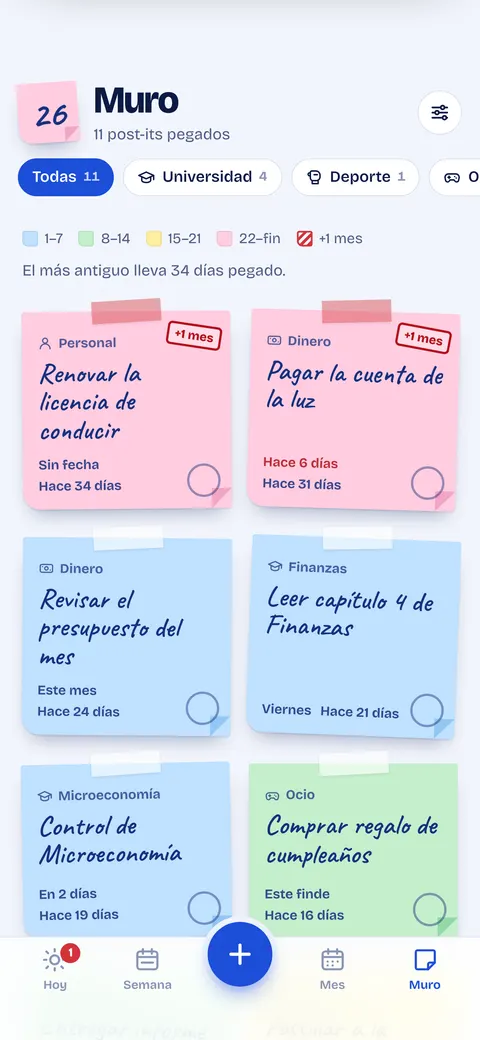 26
Muro
11 post-its pegados
Todas 11
Universidad 4
Deporte 1
1–7
8–14
15–21
22–fin
+1 mes
El más antiguo lleva 34 días pegado.
Personal
+1 mes
Renovar la
licencia de
conducir
Sin fecha
Hace 34 días
Dinero
+1 mes
Pagar la cuenta de
la luz
Hace 6 días
Hace 31 días
Dinero
Revisar el
presupuesto del
mes
Este mes
Hace 24 días
Finanzas
Leer capítulo 4 de
Finanzas
Viernes Hace 21 días
Microeconomía
Control de
Microeconomía
En 2 días
Hace 19 días
Ocio
Comprar regalo de
cumpleaños
Este finde
Hace 16 días
1
Hoy
Semana
+
Mes
Muro